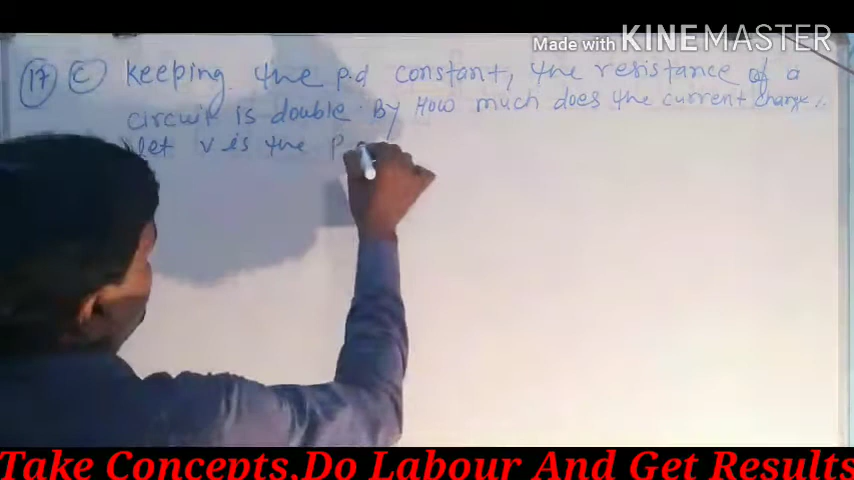 Made with KINEMASTER
17 C Keeping the p.d constant, the resistance of a
circuit is double. By How much does the current change.
let V is the P
Take Concepts,Do Labour And Get Results